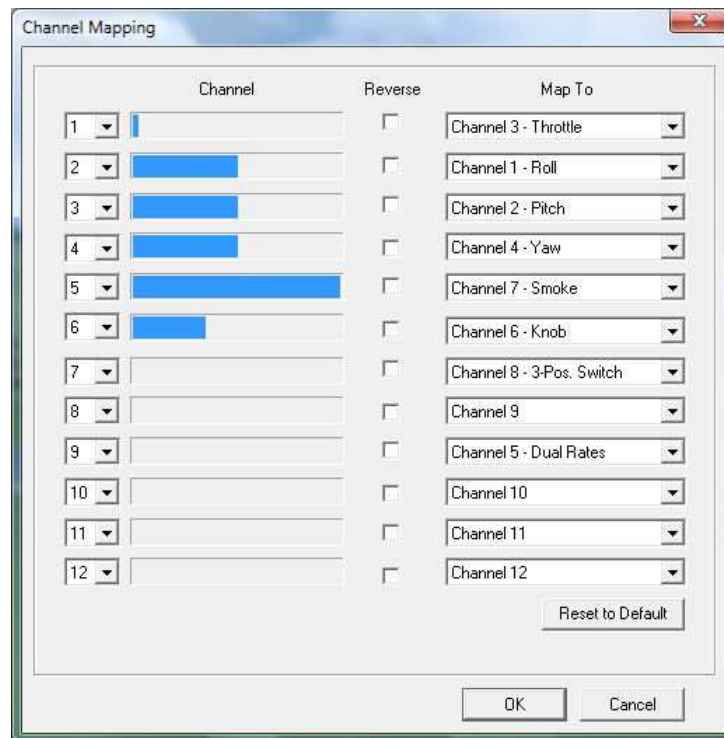 Channel Mapping
Channel Reverse Map To
1 Channel 3 - Throttle
2 Channel 1 - Roll
3 Channel 2 - Pitch
4 Channel 4 - Yaw
5 Channel 7 - Smoke
6 Channel 6 - Knob
7 Channel 8 - 3-Pos. Switch
8 Channel 9
9 Channel 5 - Dual Rates
10 Channel 10
11 Channel 11
12 Channel 12
Reset to Default
OK Cancel